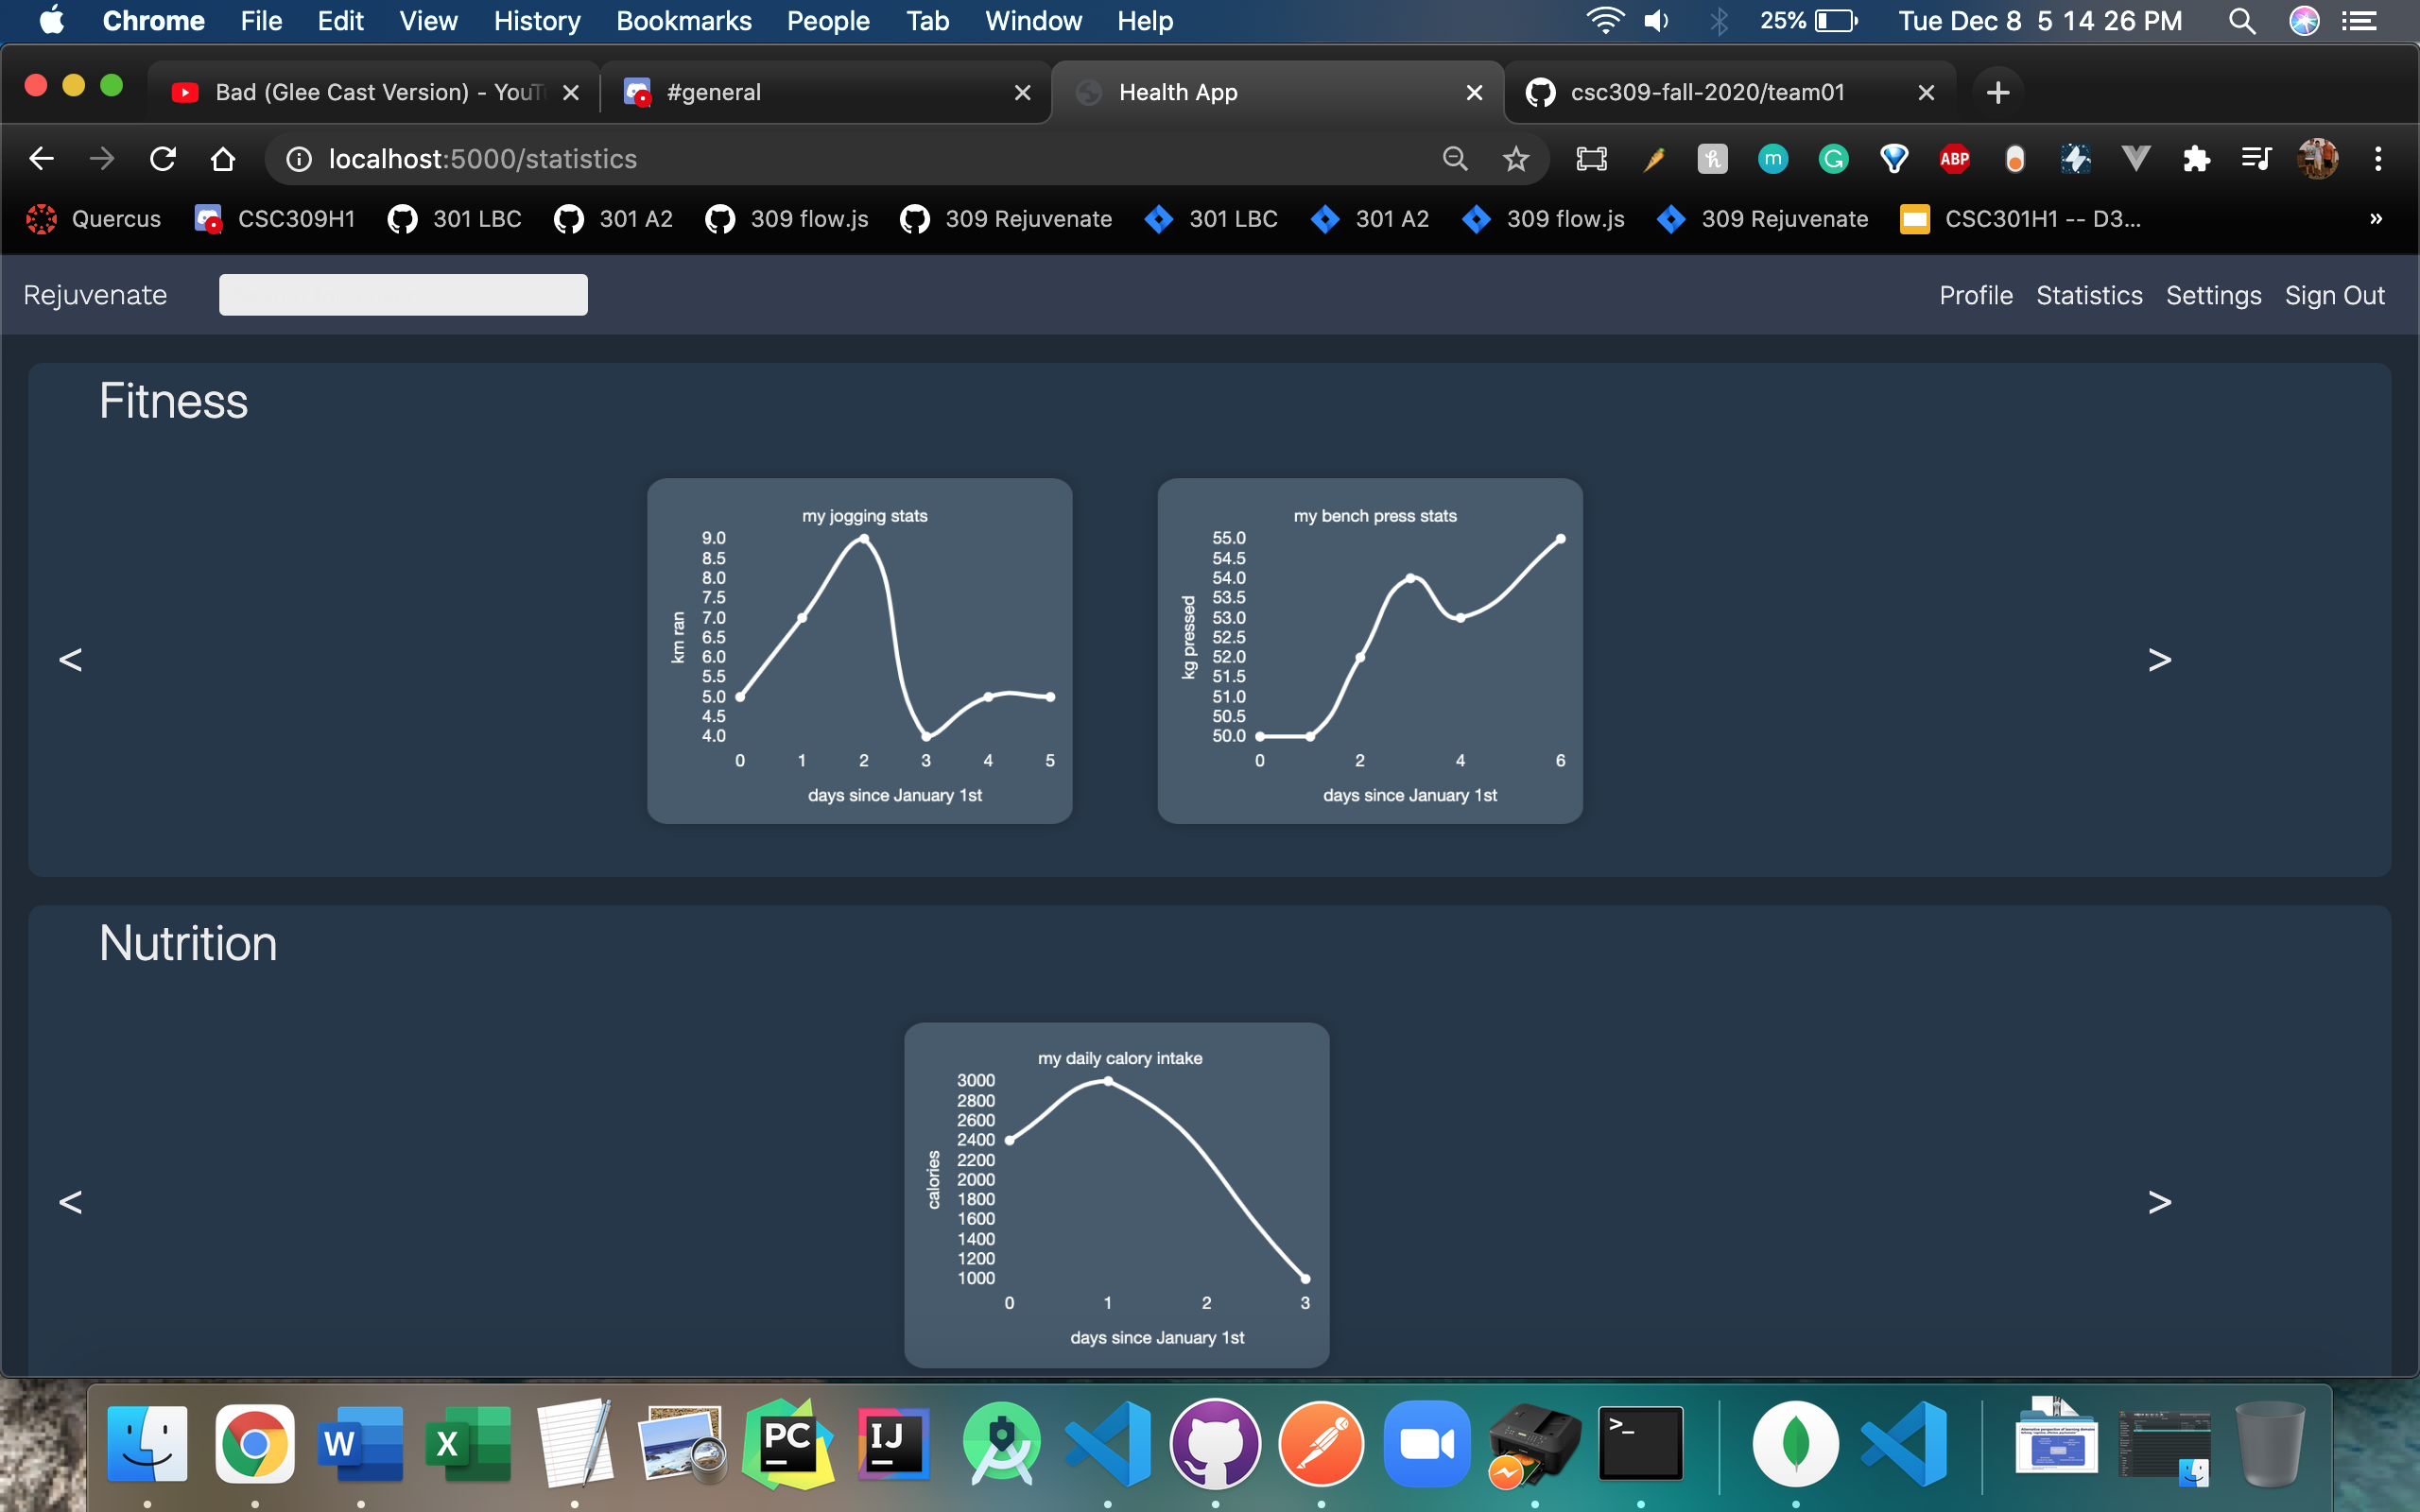 Chrome File Edit View History Bookmarks People Tab Window Help 25% Tue Dec 8 5 14 26 PM
Bad (Glee Cast Version) - YouT #general Health App csc309-fall-2020/team01
localhost:5000/statistics h m ABP
Quercus CSC309H1 301 LBC 301 A2 309 flow.js 309 Rejuvenate 301 LBC 301 A2 309 flow.js 309 Rejuvenate CSC301H1 -- D3... »
Rejuvenate Profile Statistics Settings Sign Out
Fitness
my jogging stats
km ran
9.0
8.5
8.0
7.5
7.0
6.5
6.0
5.5
5.0
4.5
4.0
0 1 2 3 4 5
days since January 1st
my bench press stats
kg pressed
55.0
54.5
54.0
53.5
53.0
52.5
52.0
51.5
51.0
50.5
50.0
0 2 4 6
days since January 1st
< >
Nutrition
my daily calory intake
calories
3000
2800
2600
2400
2200
2000
1800
1600
1400
1200
1000
0 1 2 3
days since January 1st
< >
W X PC IJ >_